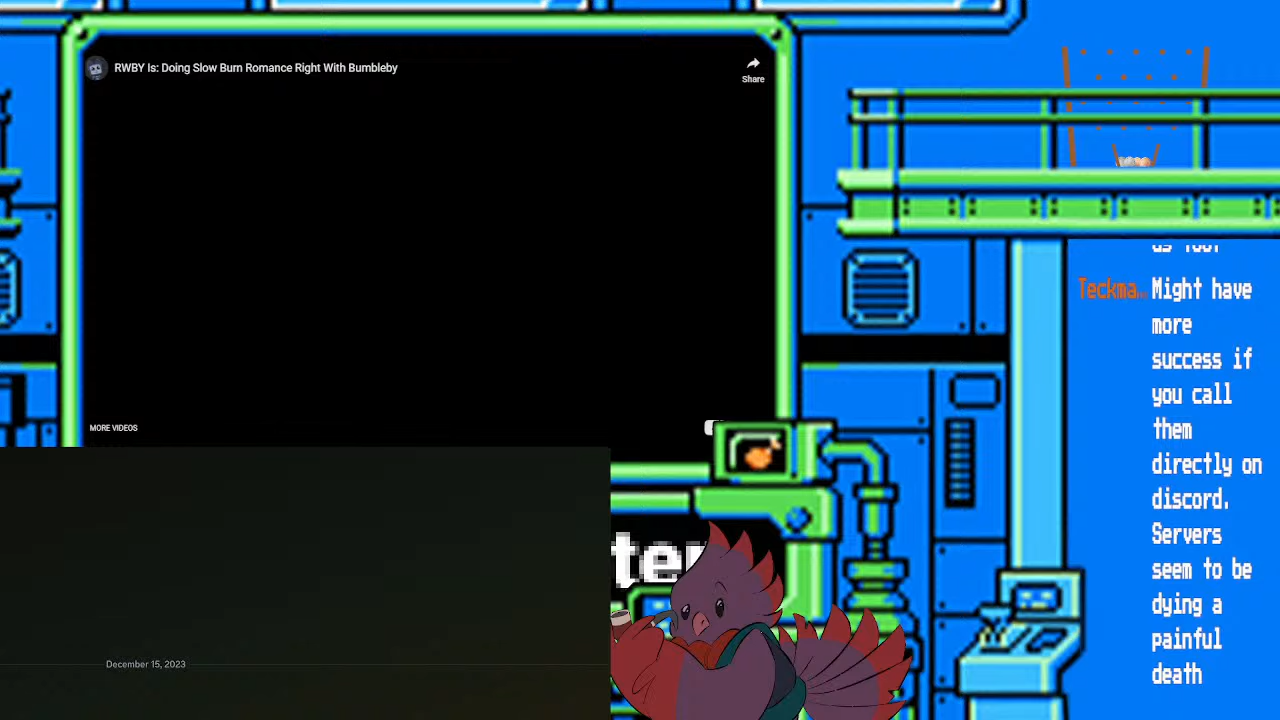 RWBY Is: Doing Slow Burn Romance Right With Bumbleby
Share
MORE VIDEOS
Teckma...
Might have
more
success if
you call
them
directly on
discord.
Servers
seem to be
dying a
painful
death
December 15, 2023